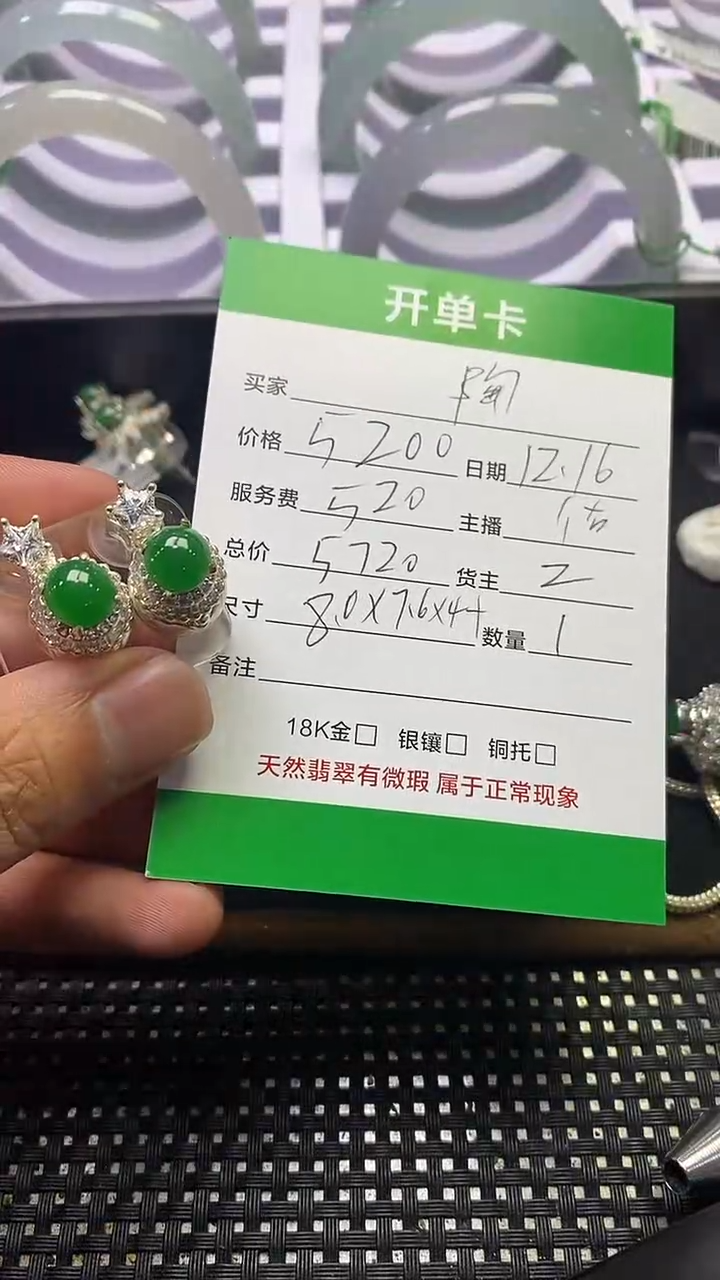 开单卡
买家 陶
价格 5200 日期 12.16
服务费 520 主播
总价 5720 货主 2
尺寸 8.0X7.6X4.4 数量 1
备注
18K金□ 银镶□ 铜托□
天然翡翠有微瑕 属于正常现象